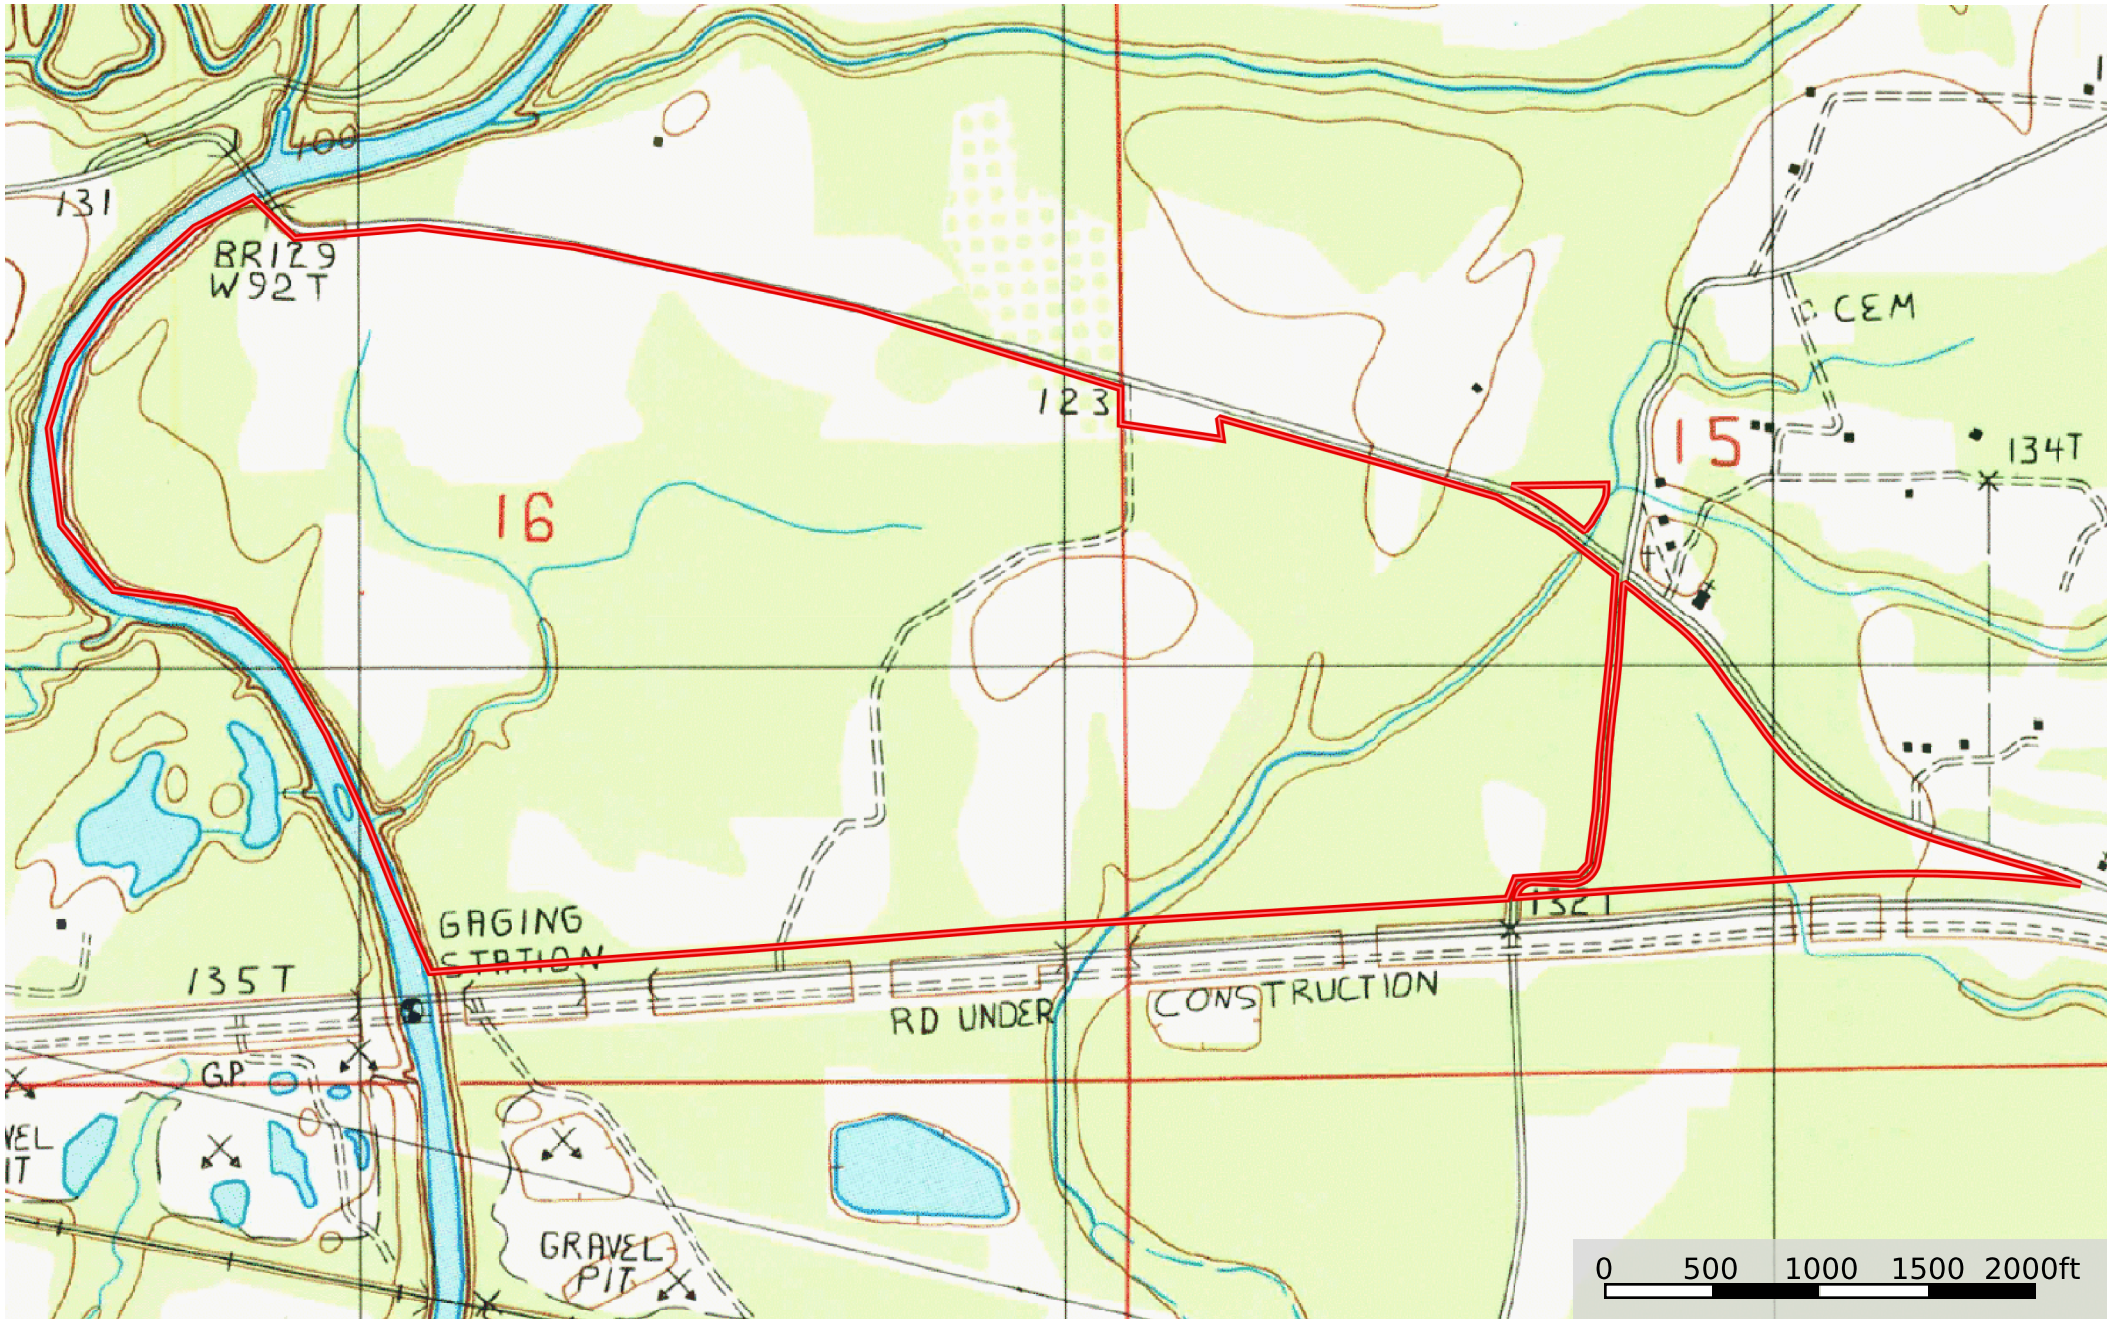 400
131
BR129
W92T
CEM
123
15
134T
16
132T
GAGING
STATION
135T
RD UNDER CONSTRUCTION
G.P.
VEL
IT
GRAVEL
PIT
0 500 1000 1500 2000ft